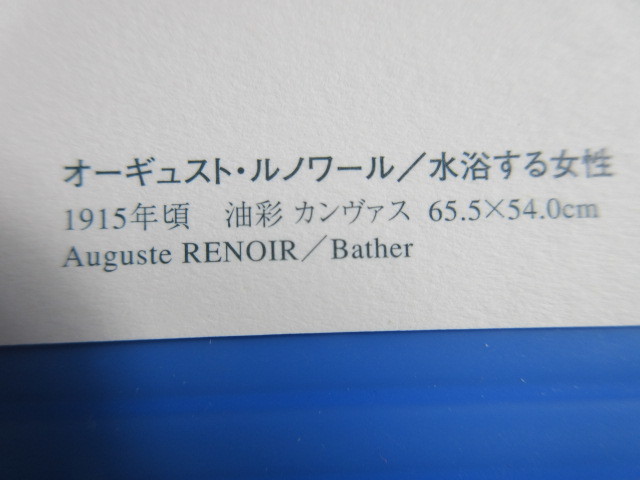 オーギュスト・ルノワール／水浴する女性
1915年頃　油彩 カンヴァス 65.5×54.0cm
Auguste RENOIR／Bather